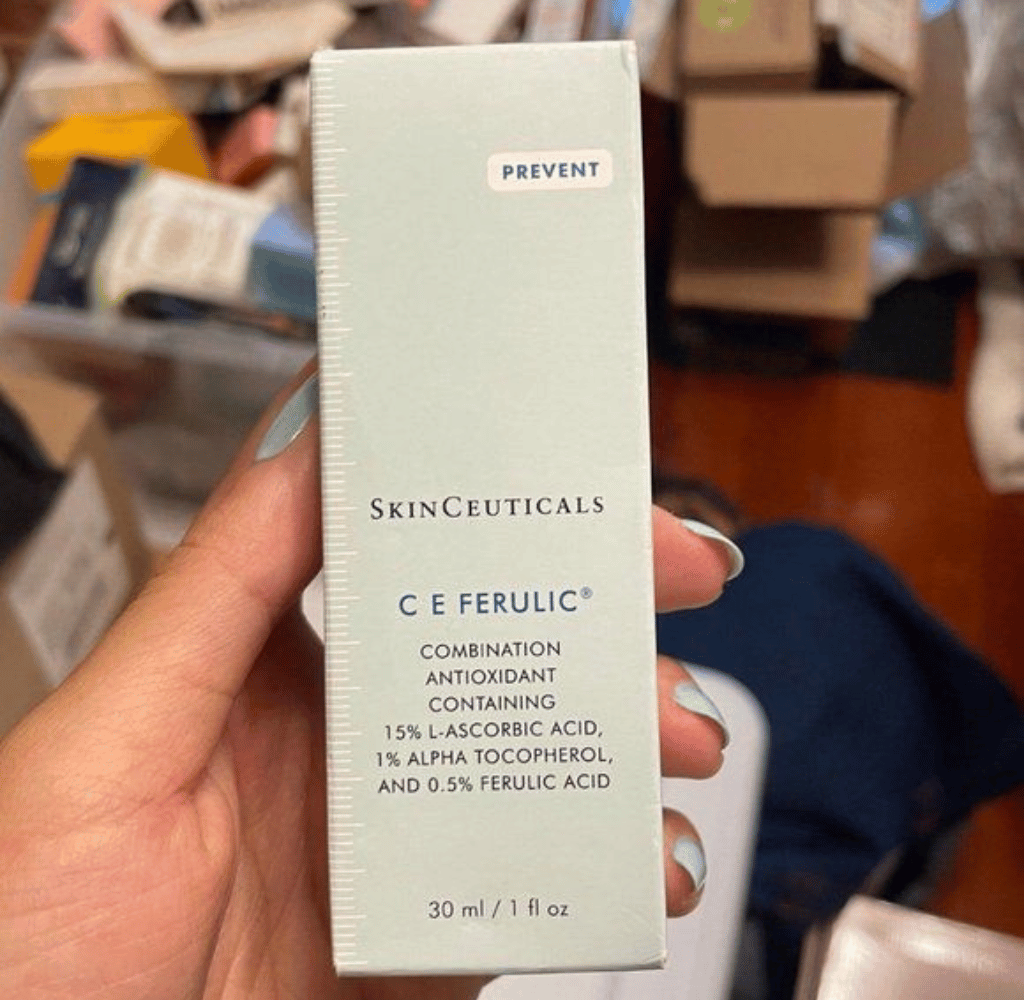 PREVENT
SKINCEUTICALS
C E FERULIC®
COMBINATION
ANTIOXIDANT
CONTAINING
15% L-ASCORBIC ACID,
1% ALPHA TOCOPHEROL,
AND 0.5% FERULIC ACID
30 ml / 1 fl oz